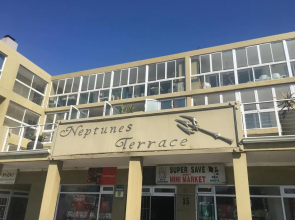 Neptunes
Terrace
SUPER SAVE
MINI MARKET